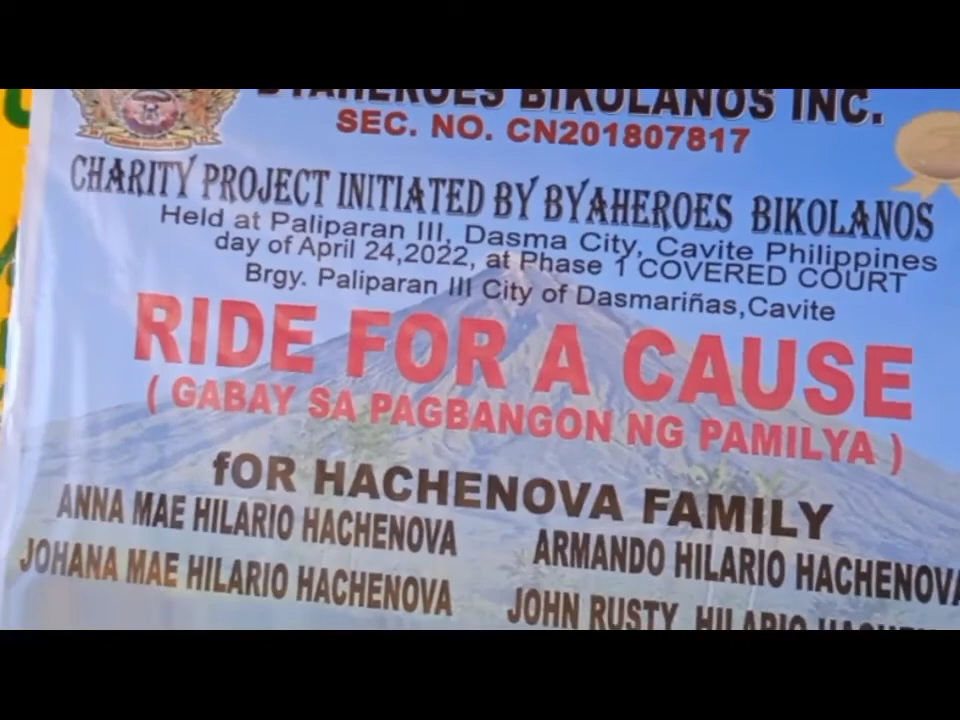 BYAHEROES BIKOLANOS INC.
SEC. NO. CN201807817
CHARITY PROJECT INITIATED BY BYAHEROES BIKOLANOS
Held at Paliparan III, Dasma City, Cavite Philippines
day of April 24,2022, at Phase 1 COVERED COURT
Brgy. Paliparan III City of Dasmariñas,Cavite
RIDE FOR A CAUSE
( GABAY SA PAGBANGON NG PAMILYA )
fOR HACHENOVA FAMILY
ANNA MAE HILARIO HACHENOVA
ARMANDO HILARIO HACHENOVA
JOHANA MAE HILARIO HACHENOVA
JOHN RUSTY HILARIO